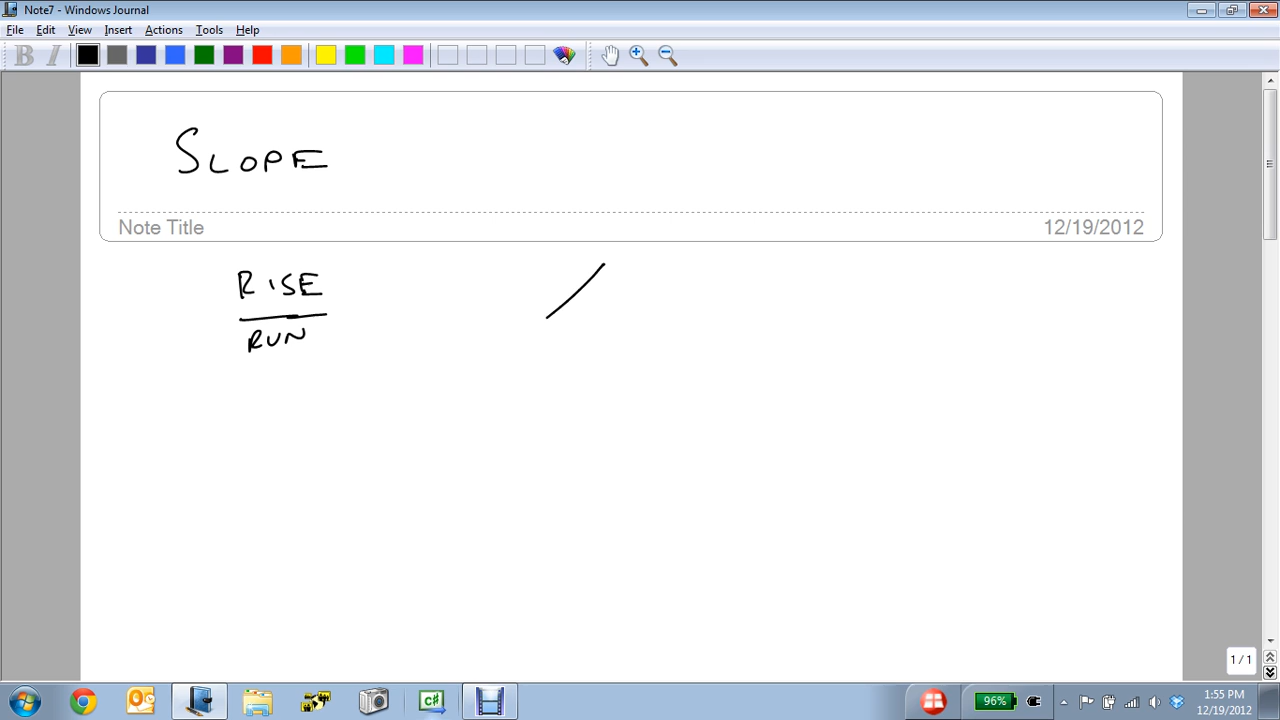 Note7 - Windows Journal
File Edit View Insert Actions Tools Help
B I
SLOPE
Note Title 12/19/2012
RISE
RUN
1 / 1
C# 96% 1:55 PM
12/19/2012